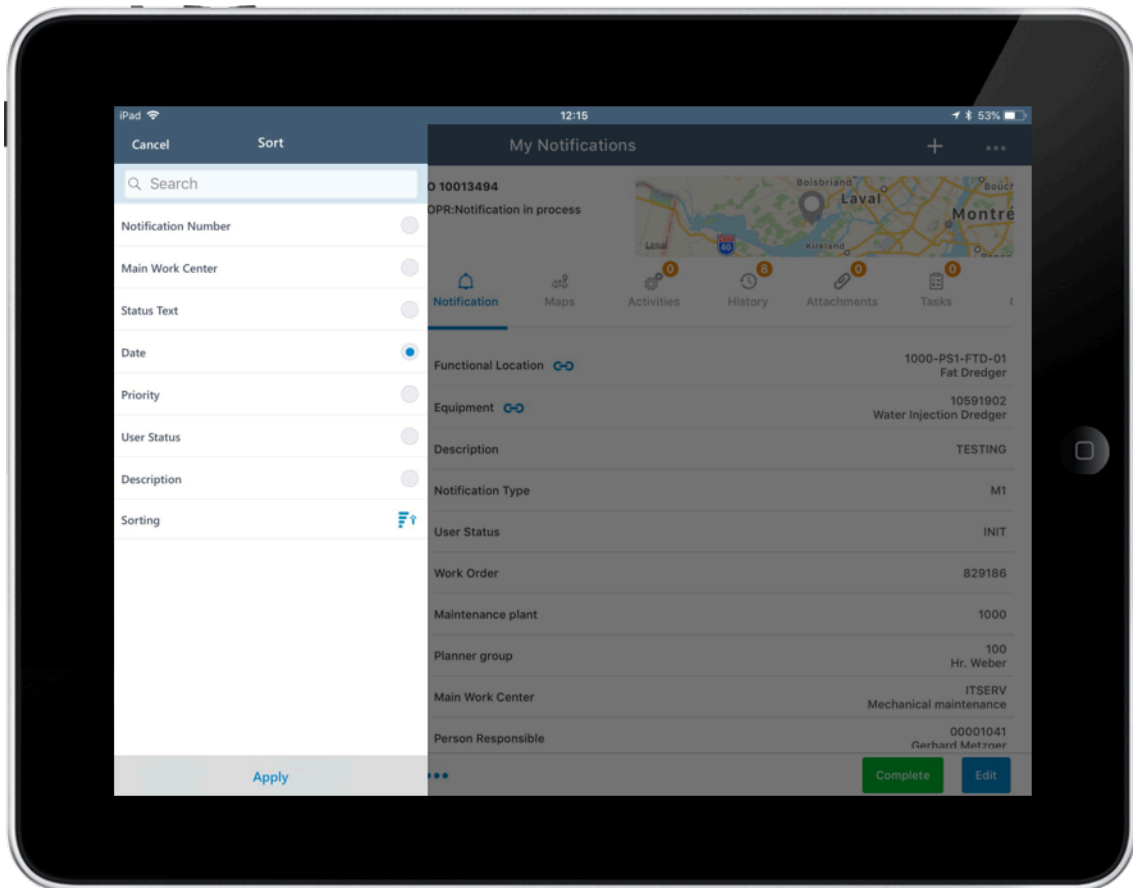 iPad
12:15
53%
Cancel
Sort
My Notifications
Search
Notification Number
Main Work Center
Status Text
Date
Priority
User Status
Description
Sorting
Apply
O 10013494
OPR:Notification in process
Boisbriand
Laval
Montré
Kirkland
40
Notification
Maps
0
Activities
8
History
0
Attachments
0
Tasks
Functional Location
1000-PS1-FTD-01
Fat Dredger
Equipment
10591902
Water Injection Dredger
Description
TESTING
Notification Type
M1
User Status
INIT
Work Order
829186
Maintenance plant
1000
Planner group
100
Hr. Weber
Main Work Center
ITSERV
Mechanical maintenance
Person Responsible
00001041
Gerhard Metzger
Complete
Edit